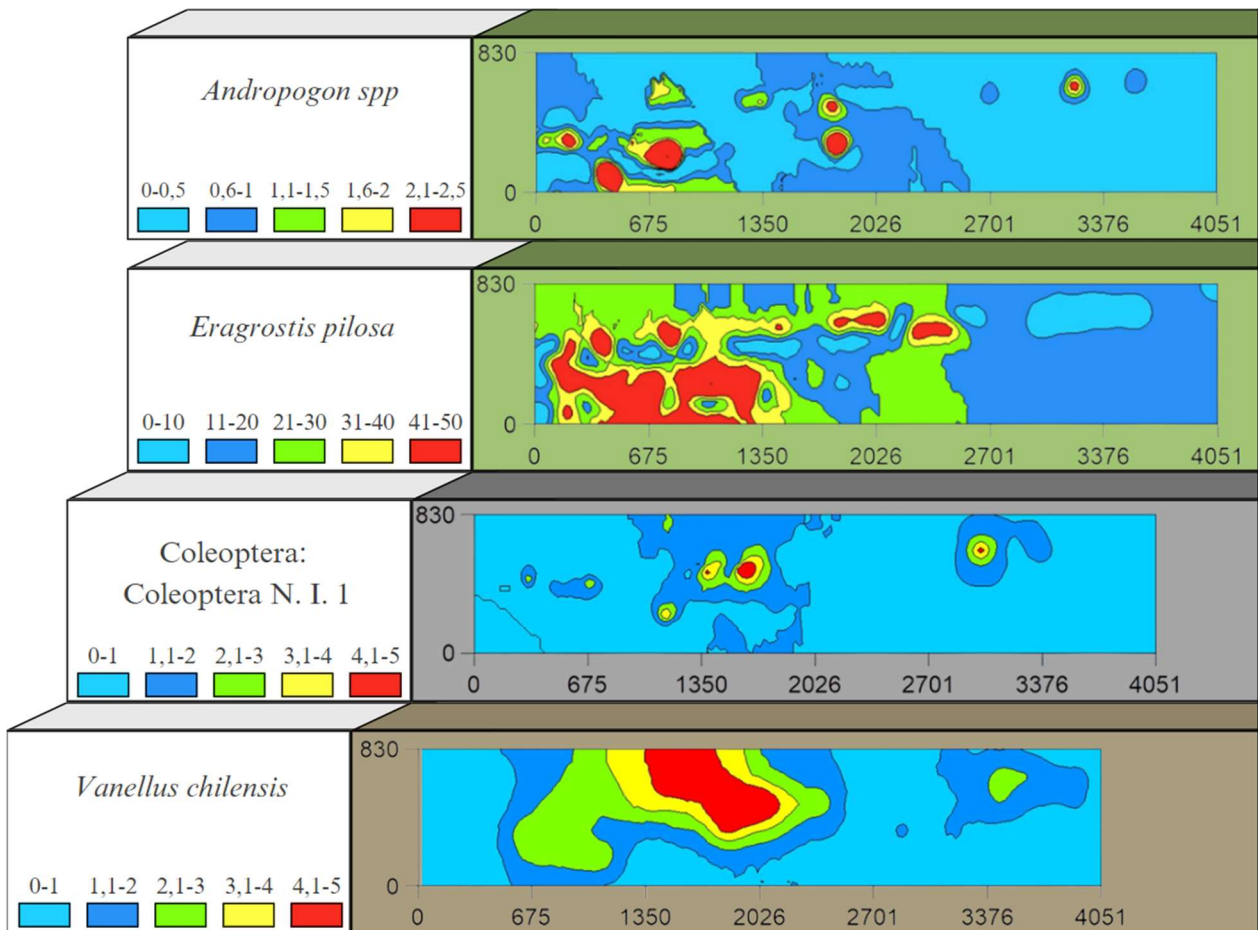 Andropogon spp
0-0,5 0,6-1 1,1-1,5 1,6-2 2,1-2,5
830
0
0 675 1350 2026 2701 3376 4051
Eragrostis pilosa
0-10 11-20 21-30 31-40 41-50
830
0
0 675 1350 2026 2701 3376 4051
Coleoptera:
Coleoptera N. I. 1
0-1 1,1-2 2,1-3 3,1-4 4,1-5
830
0
0 675 1350 2026 2701 3376 4051
Vanellus chilensis
0-1 1,1-2 2,1-3 3,1-4 4,1-5
830
0
0 675 1350 2026 2701 3376 4051